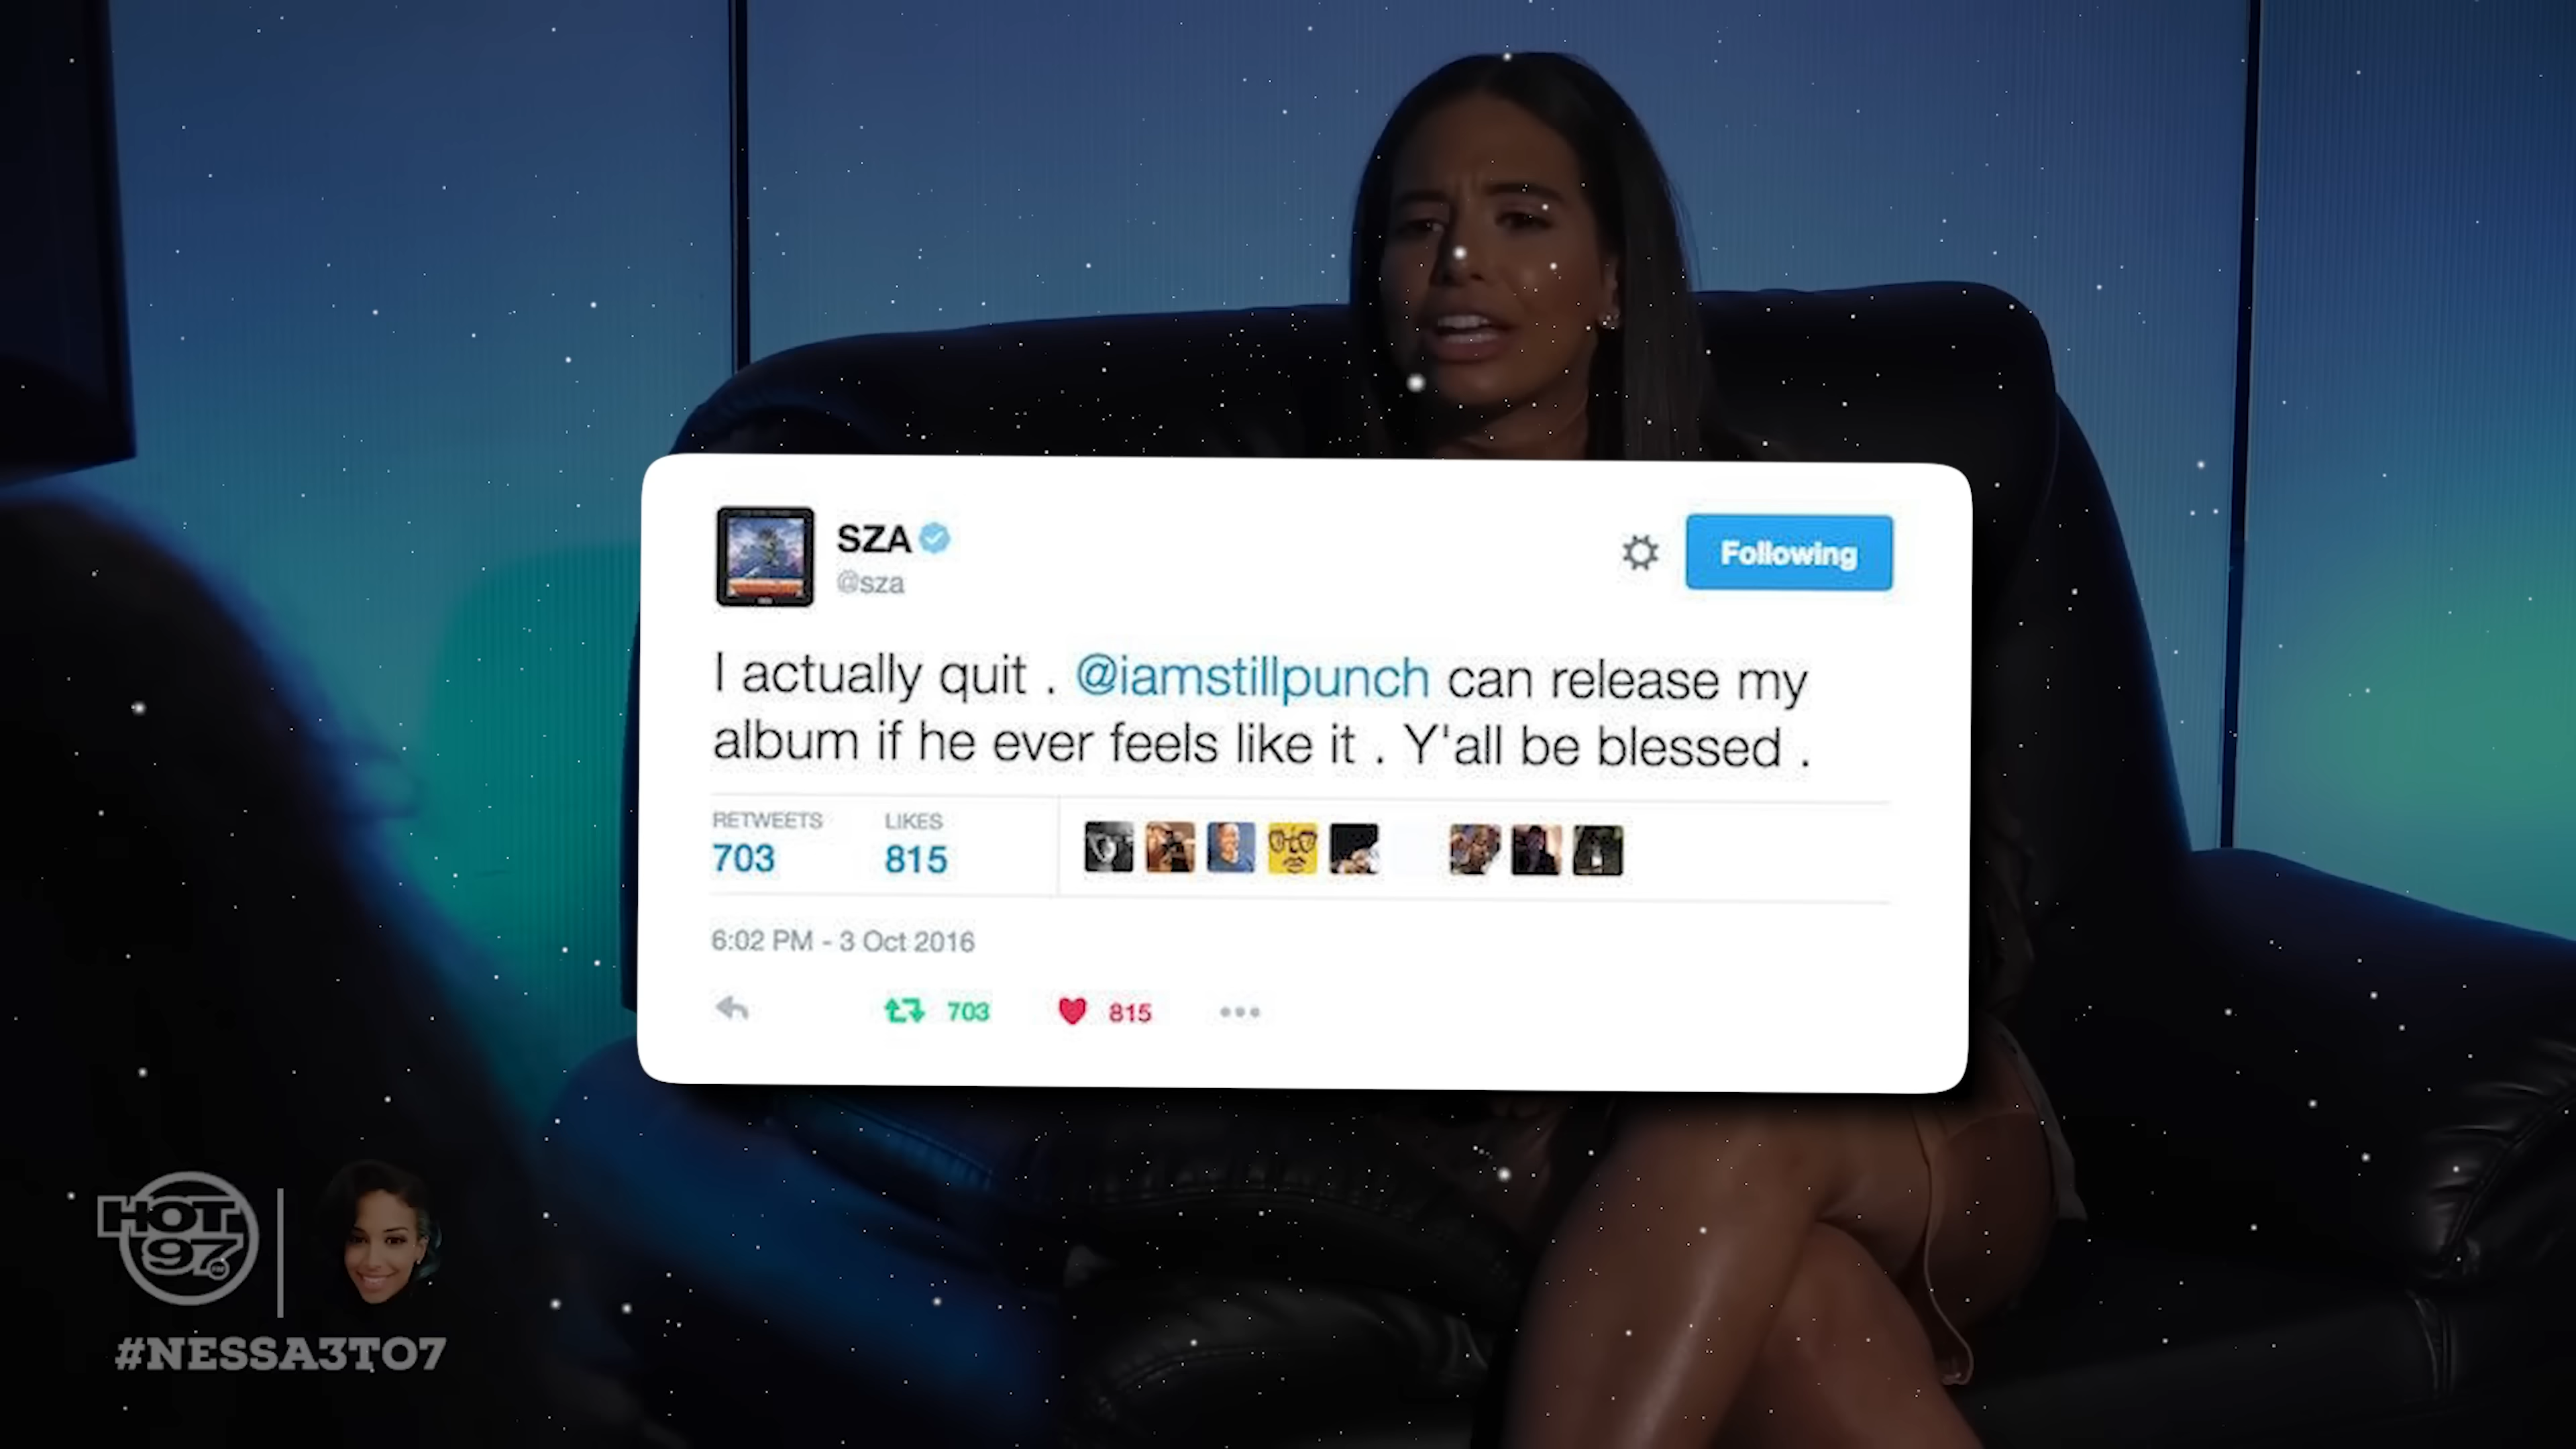 SZA
@sza
Following
I actually quit . @iamstillpunch can release my
album if he ever feels like it . Y'all be blessed .
RETWEETS LIKES
703 815
6:02 PM - 3 Oct 2016
703 815
HOT
97
FM
#NESSA3TO7